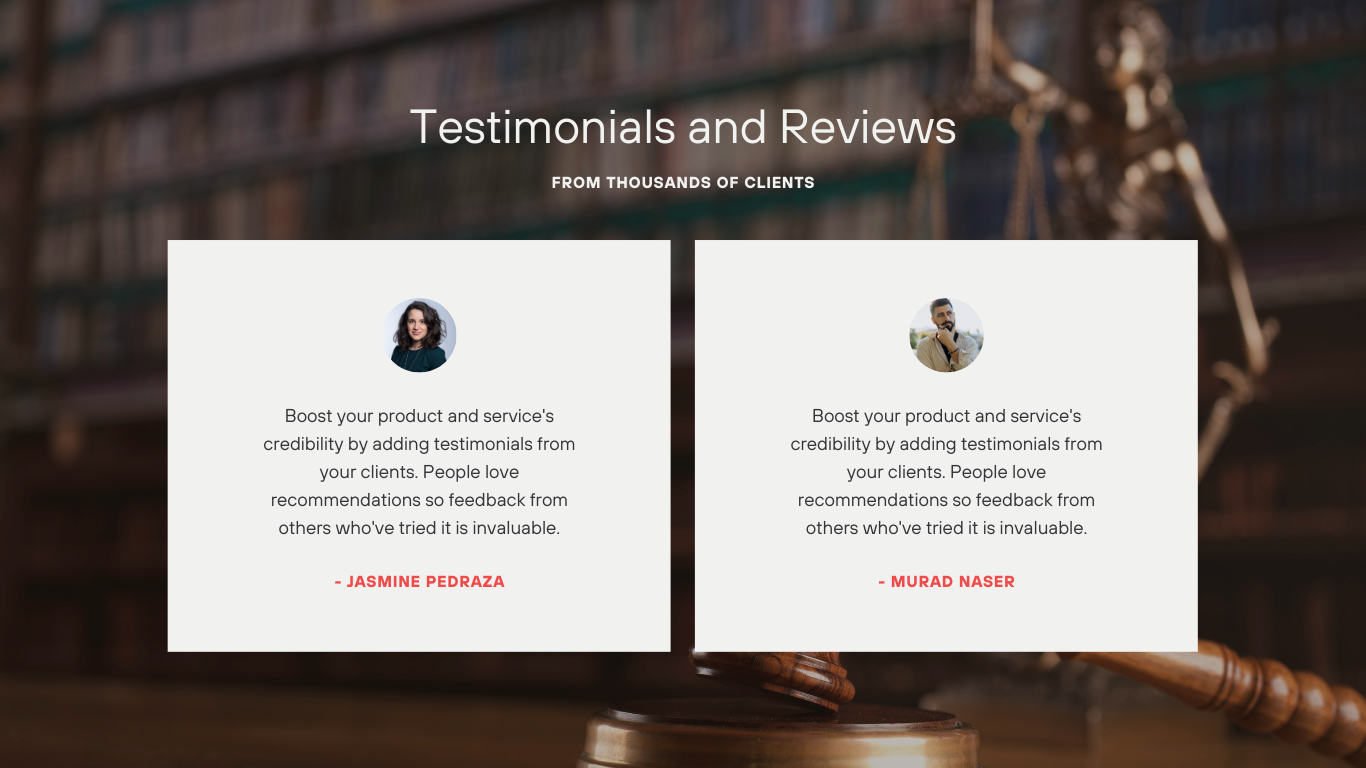 Testimonials and Reviews
FROM THOUSANDS OF CLIENTS
Boost your product and service's
credibility by adding testimonials from
your clients. People love
recommendations so feedback from
others who've tried it is invaluable.
- JASMINE PEDRAZA
Boost your product and service's
credibility by adding testimonials from
your clients. People love
recommendations so feedback from
others who've tried it is invaluable.
- MURAD NASER